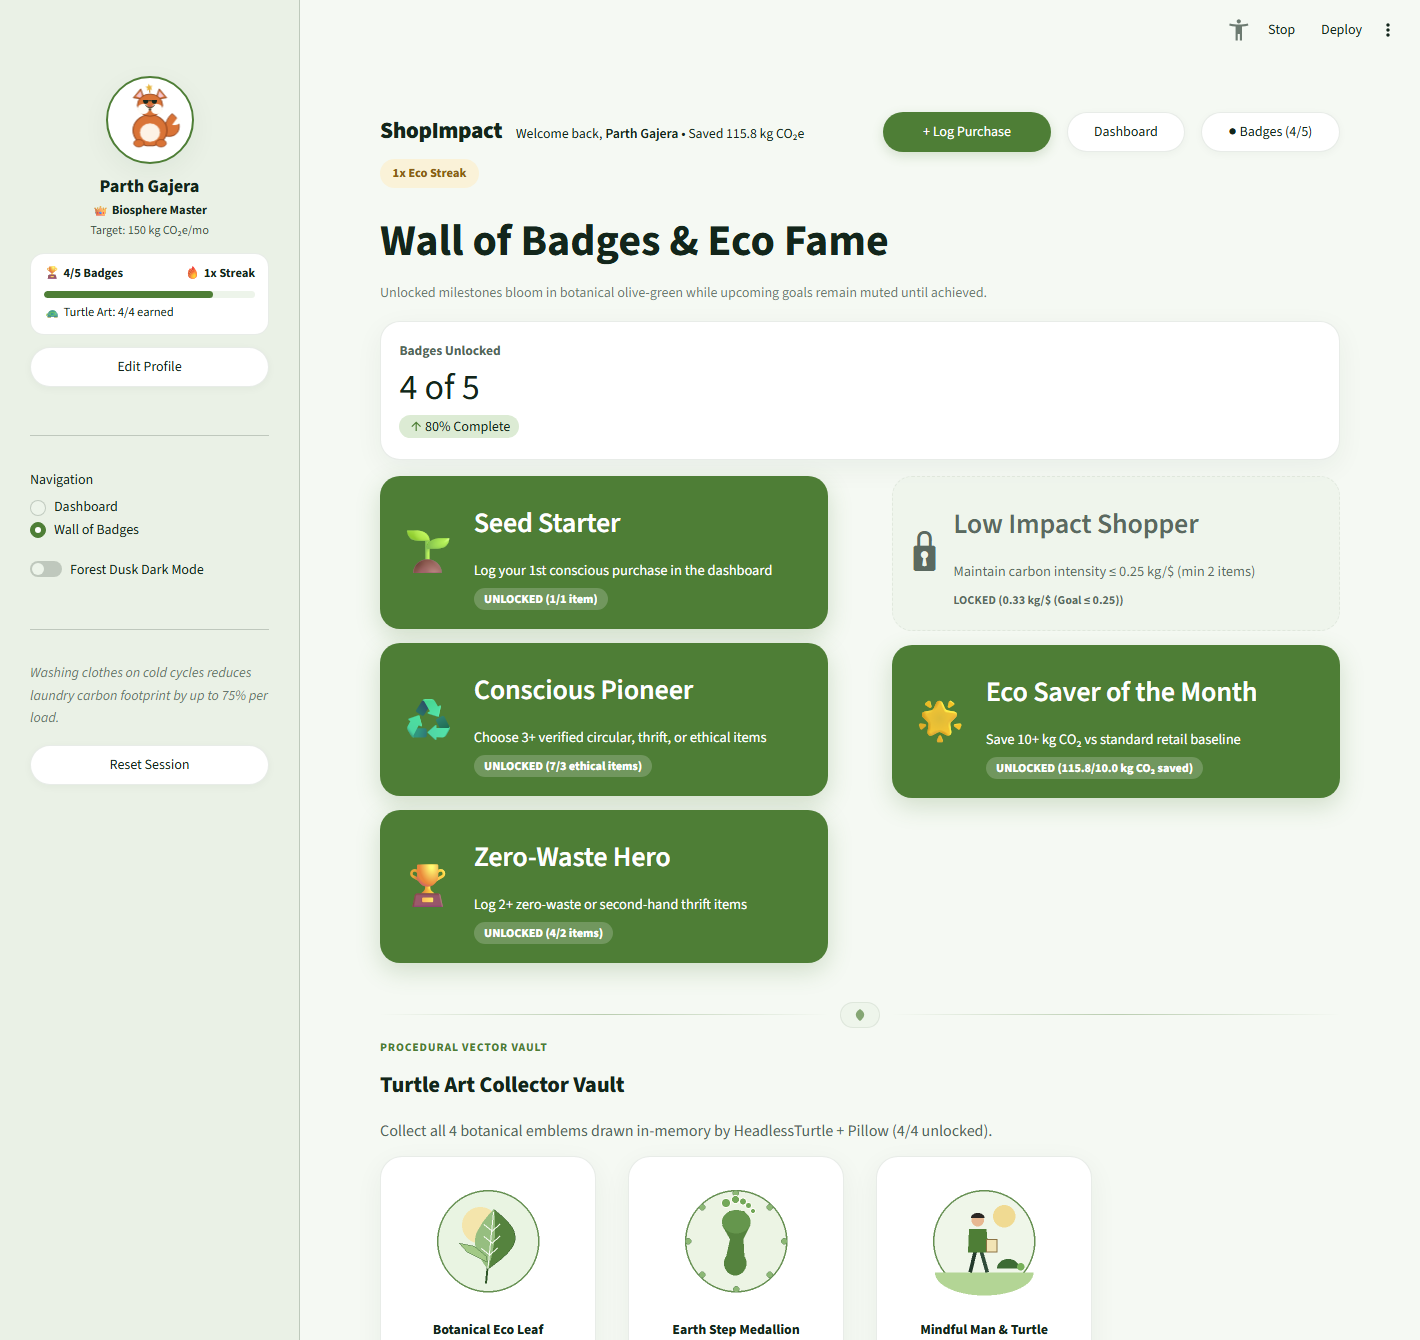 Stop
Deploy
Parth Gajera
Biosphere Master
Target: 150 kg CO₂e/mo
4/5 Badges
1x Streak
Turtle Art: 4/4 earned
Edit Profile
Navigation
Dashboard
Wall of Badges
Forest Dusk Dark Mode
Washing clothes on cold cycles reduces
laundry carbon footprint by up to 75% per
load.
Reset Session
ShopImpact
Welcome back, Parth Gajera • Saved 115.8 kg CO₂e
+ Log Purchase
Dashboard
● Badges (4/5)
1x Eco Streak
Wall of Badges & Eco Fame
Unlocked milestones bloom in botanical olive-green while upcoming goals remain muted until achieved.
Badges Unlocked
4 of 5
↑ 80% Complete
Seed Starter
Log your 1st conscious purchase in the dashboard
UNLOCKED (1/1 item)
Low Impact Shopper
Maintain carbon intensity ≤ 0.25 kg/$ (min 2 items)
LOCKED (0.33 kg/$ (Goal ≤ 0.25))
Conscious Pioneer
Choose 3+ verified circular, thrift, or ethical items
UNLOCKED (7/3 ethical items)
Eco Saver of the Month
Save 10+ kg CO₂ vs standard retail baseline
UNLOCKED (115.8/10.0 kg CO₂ saved)
Zero-Waste Hero
Log 2+ zero-waste or second-hand thrift items
UNLOCKED (4/2 items)
PROCEDURAL VECTOR VAULT
Turtle Art Collector Vault
Collect all 4 botanical emblems drawn in-memory by HeadlessTurtle + Pillow (4/4 unlocked).
Botanical Eco Leaf
Earth Step Medallion
Mindful Man & Turtle